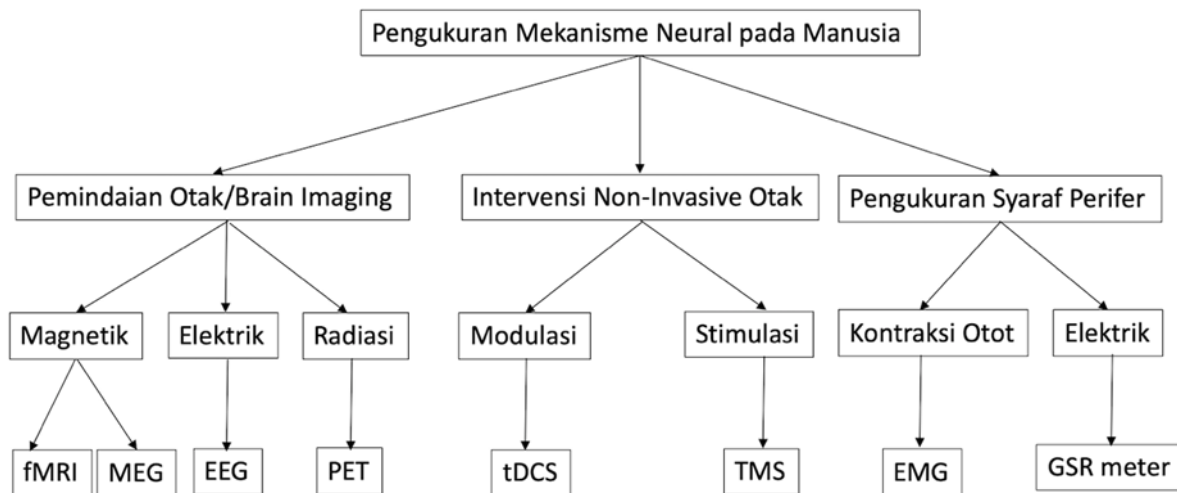 Pengukuran Mekanisme Neural pada Manusia
Pemindaian Otak/Brain Imaging
Intervensi Non-Invasive Otak
Pengukuran Syaraf Perifer
Magnetik
Elektrik
Radiasi
Modulasi
Stimulasi
Kontraksi Otot
Elektrik
fMRI
MEG
EEG
PET
tDCS
TMS
EMG
GSR meter